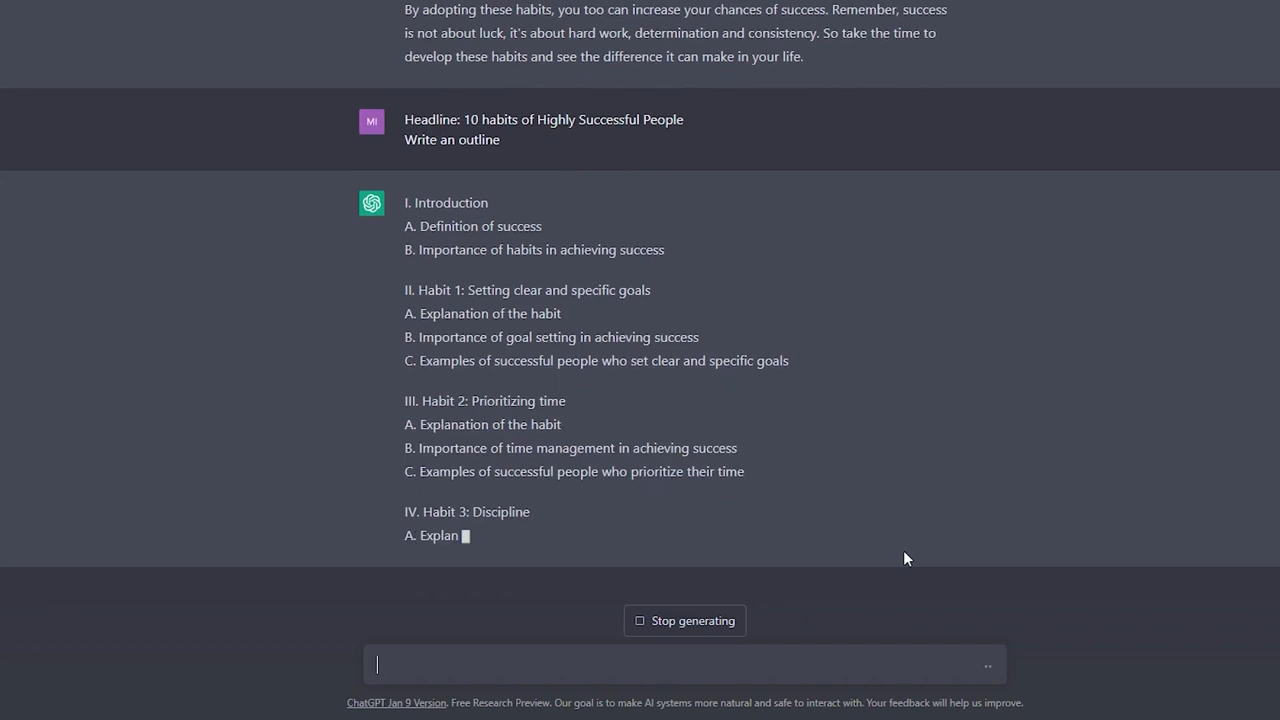 By adopting these habits, you too can increase your chances of success. Remember, success
is not about luck, it's about hard work, determination and consistency. So take the time to
develop these habits and see the difference it can make in your life.
MI
Headline: 10 habits of Highly Successful People
Write an outline
I. Introduction
A. Definition of success
B. Importance of habits in achieving success
II. Habit 1: Setting clear and specific goals
A. Explanation of the habit
B. Importance of goal setting in achieving success
C. Examples of successful people who set clear and specific goals
III. Habit 2: Prioritizing time
A. Explanation of the habit
B. Importance of time management in achieving success
C. Examples of successful people who prioritize their time
IV. Habit 3: Discipline
A. Explan
Stop generating
ChatGPT Jan 9 Version. Free Research Preview. Our goal is to make AI systems more natural and safe to interact with. Your feedback will help us improve.